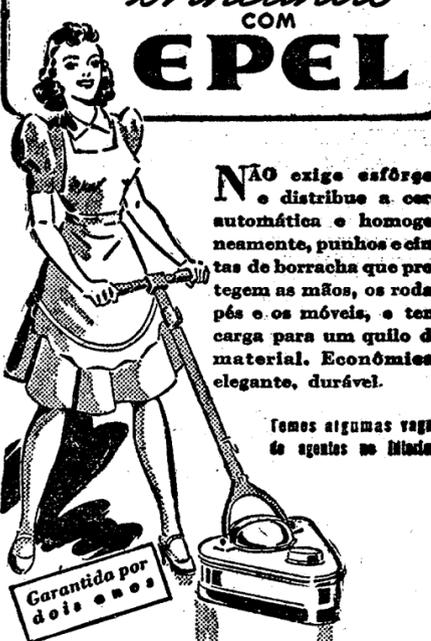 COM
EPEL
NÃO exige esfôrço
e distribue a cer
automática e homoge
neamente, punhos e cin
tas de borracha que pro
tegem as mãos, os roda
pés e os móveis, e tem
carga para um quilo d
material. Econômica
elegante, durável.
Temos algumas vaga
de agentes no
Garantida por
dois anos